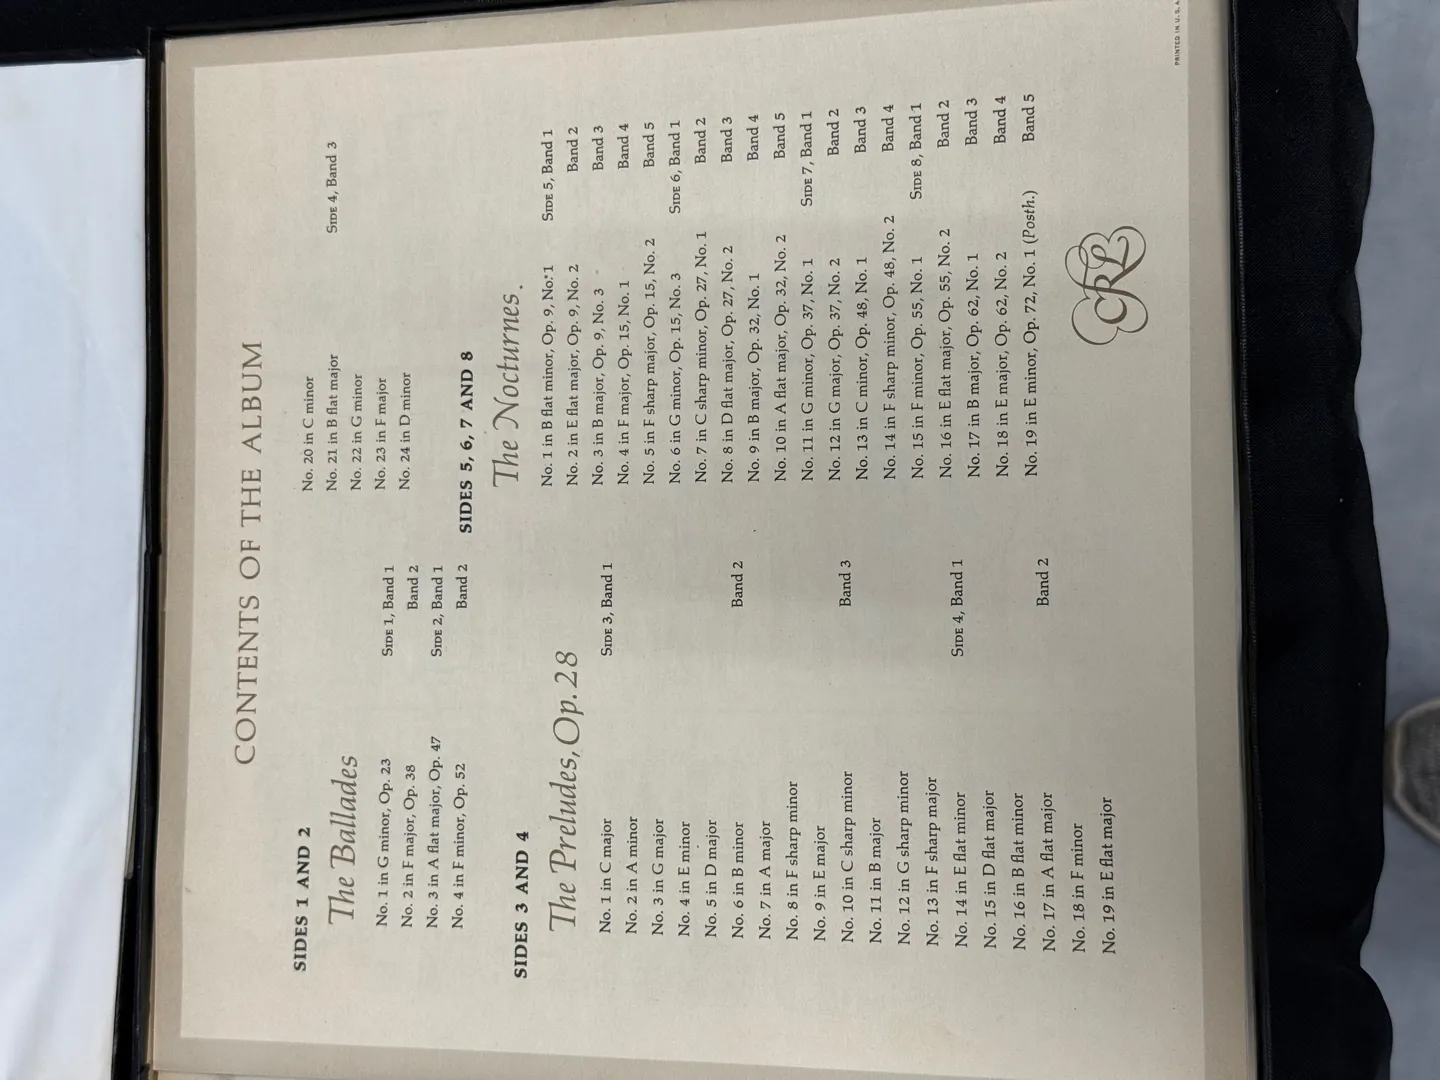 CONTENTS OF THE ALBUM
SIDES 1 AND 2
The Ballades
No. 1 in G minor, Op. 23 SIDE 1, Band 1
No. 2 in F major, Op. 38 Band 2
No. 3 in A flat major, Op. 47 SIDE 2, Band 1
No. 4 in F minor, Op. 52 Band 2
SIDES 3 AND 4
The Preludes, Op. 28
No. 1 in C major SIDE 3, Band 1
No. 2 in A minor
No. 3 in G major
No. 4 in E minor
No. 5 in D major
No. 6 in B minor Band 2
No. 7 in A major
No. 8 in F sharp minor
No. 9 in E major
No. 10 in C sharp minor Band 3
No. 11 in B major
No. 12 in G sharp minor
No. 13 in F sharp major
No. 14 in E flat minor SIDE 4, Band 1
No. 15 in D flat major
No. 16 in B flat minor
No. 17 in A flat major Band 2
No. 18 in F minor
No. 19 in E flat major
No. 20 in C minor
No. 21 in B flat major SIDE 4, Band 3
No. 22 in G minor
No. 23 in F major
No. 24 in D minor
SIDES 5, 6, 7 AND 8
The Nocturnes.
No. 1 in B flat minor, Op. 9, No. 1 SIDE 5, Band 1
No. 2 in E flat major, Op. 9, No. 2 Band 2
No. 3 in B major, Op. 9, No. 3 Band 3
No. 4 in F major, Op. 15, No. 1 Band 4
No. 5 in F sharp major, Op. 15, No. 2 Band 5
No. 6 in G minor, Op. 15, No. 3 SIDE 6, Band 1
No. 7 in C sharp minor, Op. 27, No. 1 Band 2
No. 8 in D flat major, Op. 27, No. 2 Band 3
No. 9 in B major, Op. 32, No. 1 Band 4
No. 10 in A flat major, Op. 32, No. 2 Band 5
No. 11 in G minor, Op. 37, No. 1 SIDE 7, Band 1
No. 12 in G major, Op. 37, No. 2 Band 2
No. 13 in C minor, Op. 48, No. 1 Band 3
No. 14 in F sharp minor, Op. 48, No. 2 Band 4
No. 15 in F minor, Op. 55, No. 1 SIDE 8, Band 1
No. 16 in E flat major, Op. 55, No. 2 Band 2
No. 17 in B major, Op. 62, No. 1 Band 3
No. 18 in E major, Op. 62, No. 2 Band 4
No. 19 in E minor, Op. 72, No. 1 (Posth.) Band 5
CRL
PRINTED IN U. S. A.